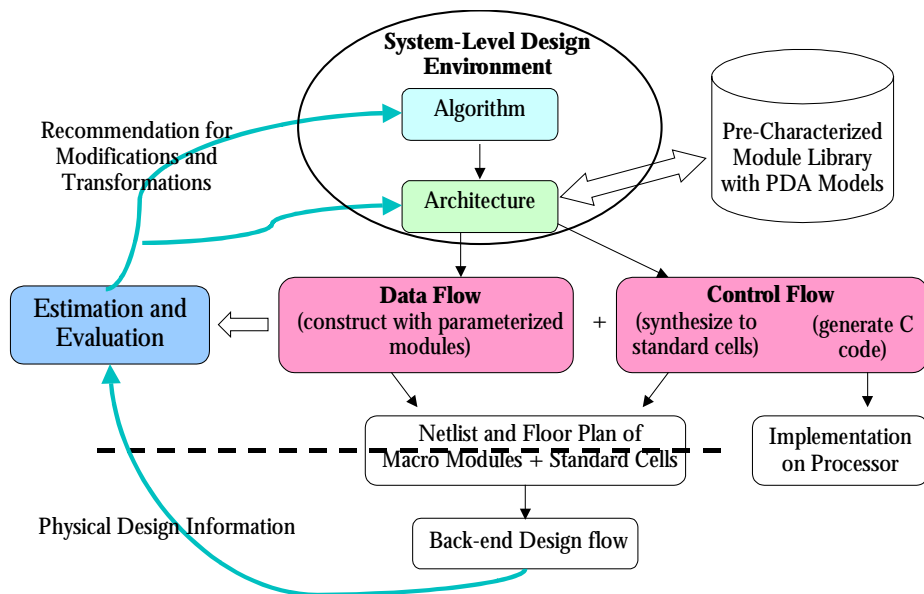 System-Level Design
Environment
Algorithm
Recommendation for
Modifications and
Transformations
Pre-Characterized
Module Library
with PDA Models
Architecture
Estimation and
Evaluation
Data Flow
(construct with parameterized
modules)
+
Control Flow
(synthesize to
standard cells)
(generate C
code)
Netlist and Floor Plan of
Macro Modules + Standard Cells
Implementation
on Processor
Physical Design Information
Back-end Design flow